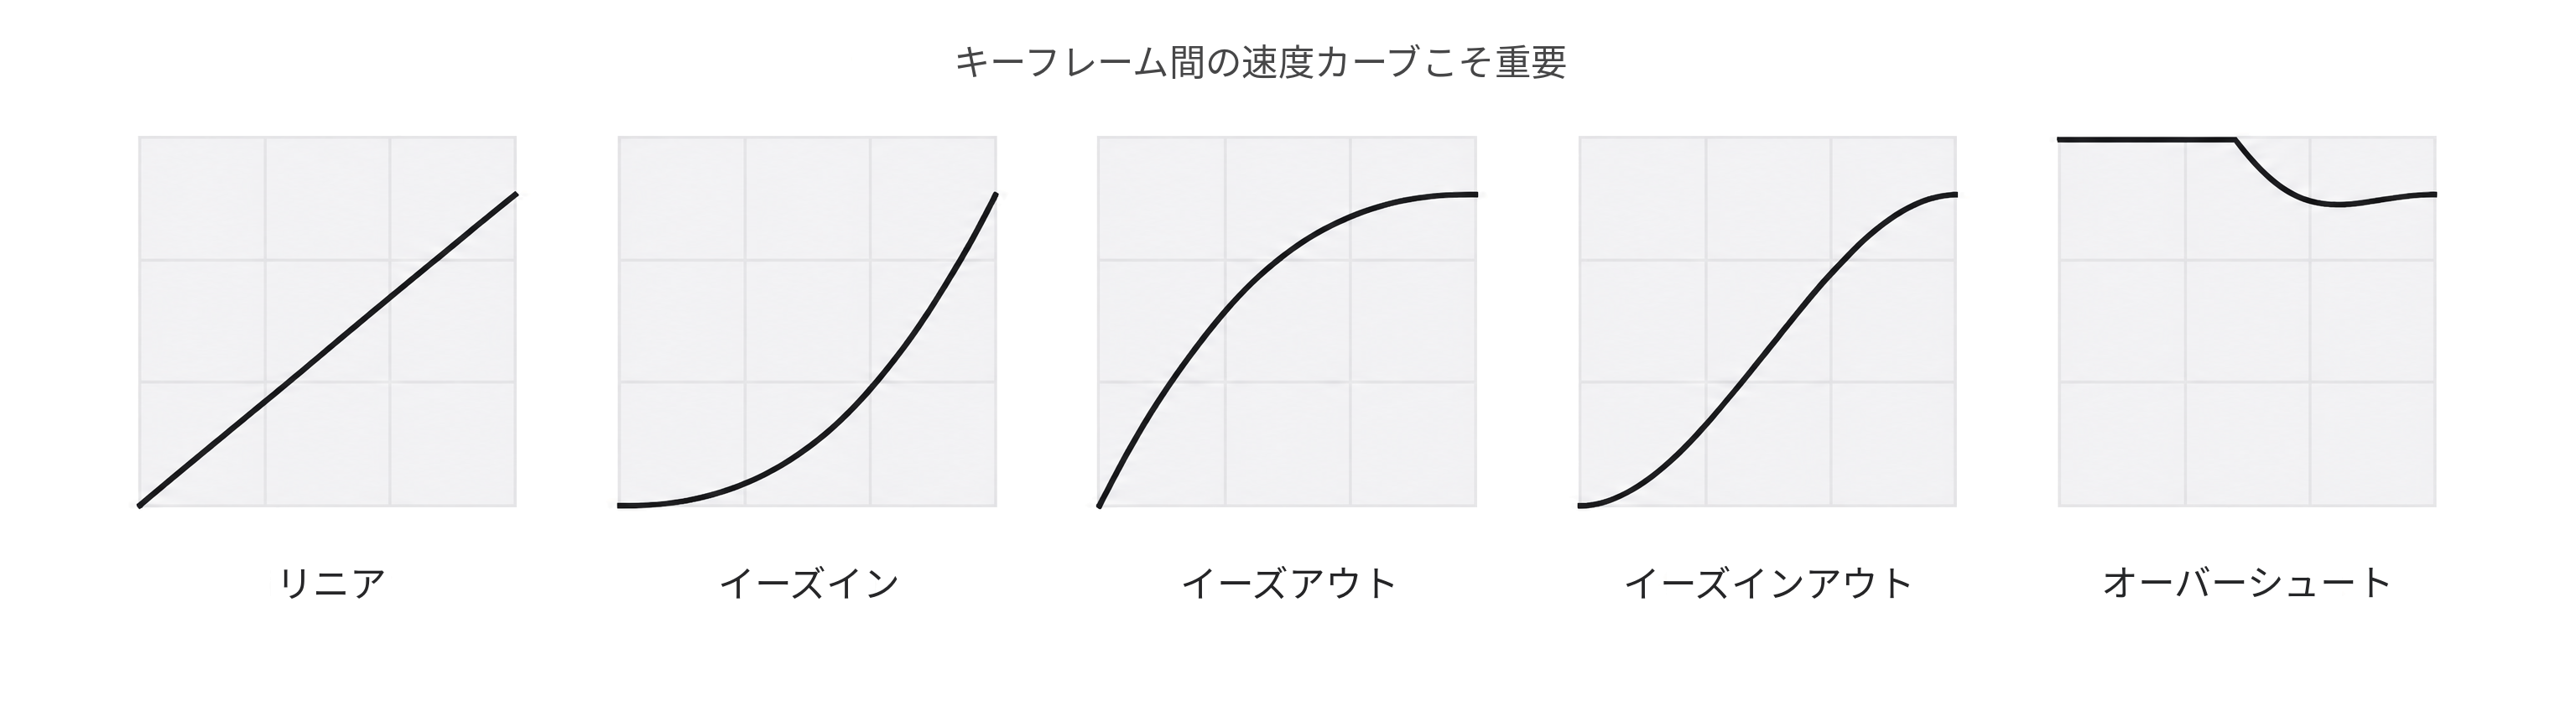 キーフレーム間の速度カーブこそ重要
リニア
イーズイン
イーズアウト
イーズインアウト
オーバーシュート